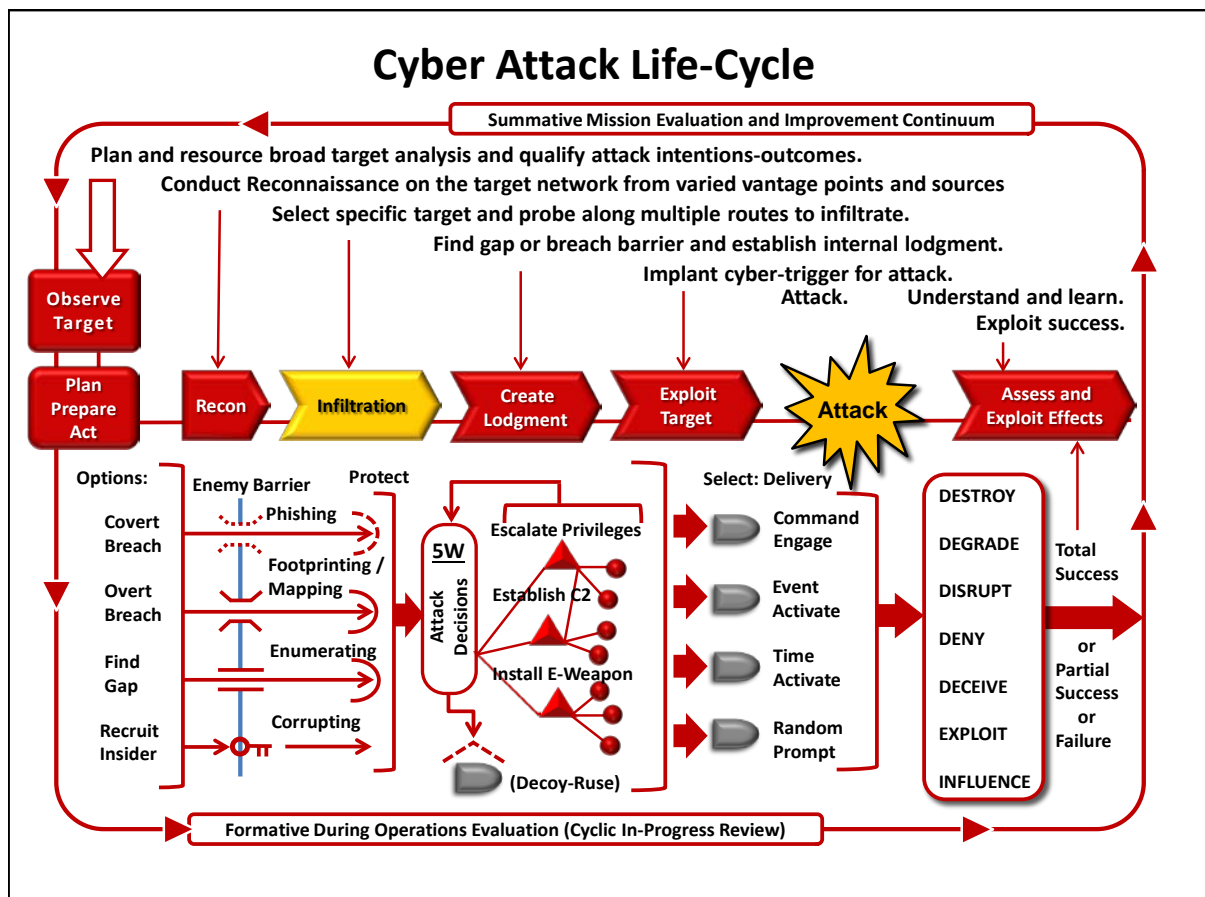 Cyber Attack Life-Cycle
Summative Mission Evaluation and Improvement Continuum
Plan and resource broad target analysis and qualify attack intentions-outcomes.
Conduct Reconnaissance on the target network from varied vantage points and sources
Select specific target and probe along multiple routes to infiltrate.
Find gap or breach barrier and establish internal lodgment.
Implant cyber-trigger for attack.
Attack.
Understand and learn.
Exploit success.
Observe
Target
Plan
Prepare
Act
Recon
Infiltration
Create
Lodgment
Exploit
Target
Attack
Assess and
Exploit Effects
Options:
Covert
Breach
Overt
Breach
Find
Gap
Recruit
Insider
Enemy Barrier
Phishing
Footprinting /
Mapping
Enumerating
Corrupting
Protect
5W
Attack
Decisions
Escalate Privileges
Establish C2
Install E-Weapon
(Decoy-Ruse)
Select: Delivery
Command
Engage
Event
Activate
Time
Activate
Random
Prompt
DESTROY
DEGRADE
DISRUPT
DENY
DECEIVE
EXPLOIT
INFLUENCE
Total
Success
or
Partial
Success
or
Failure
Formative During Operations Evaluation (Cyclic In-Progress Review)